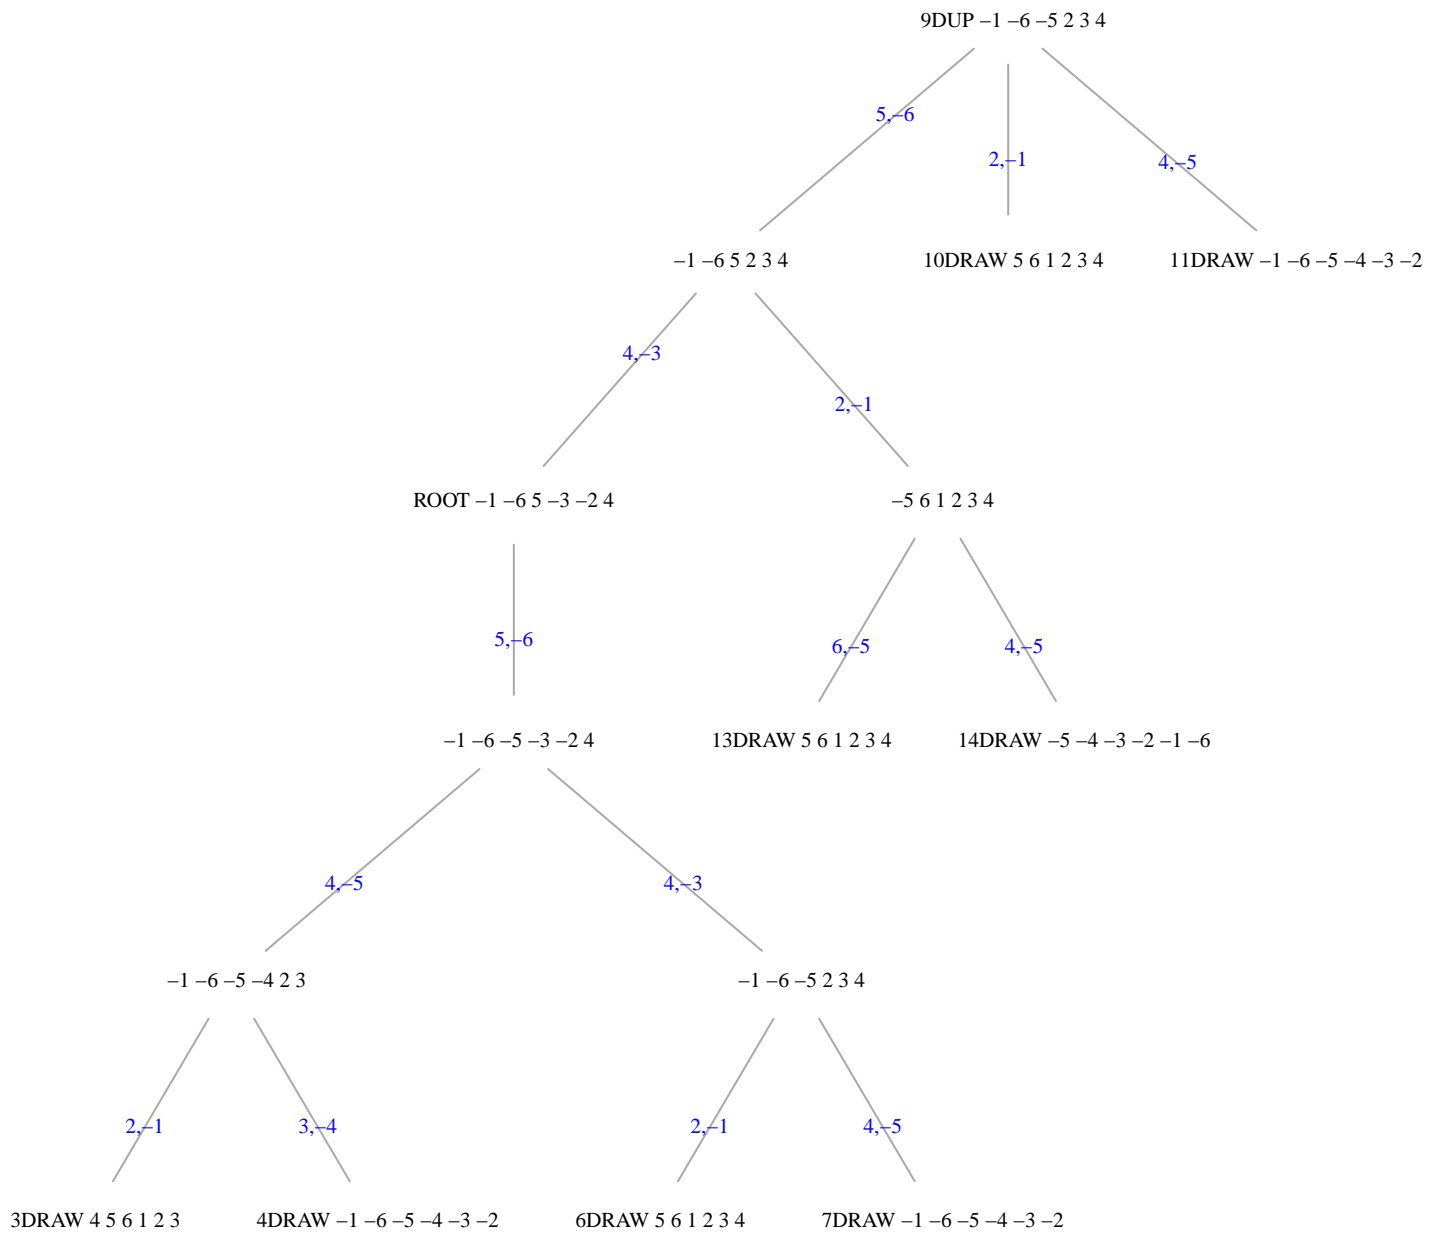 9DUP –1 –6 –5 2 3 4
5,–6
2,–1
4,–5
–1 –6 5 2 3 4
10DRAW 5 6 1 2 3 4
11DRAW –1 –6 –5 –4 –3 –2
4,–3
2,–1
ROOT –1 –6 5 –3 –2 4
–5 6 1 2 3 4
5,–6
6,–5
4,–5
–1 –6 –5 –3 –2 4
13DRAW 5 6 1 2 3 4
14DRAW –5 –4 –3 –2 –1 –6
4,–5
4,–3
–1 –6 –5 –4 2 3
–1 –6 –5 2 3 4
2,–1
3,–4
2,–1
4,–5
3DRAW 4 5 6 1 2 3
4DRAW –1 –6 –5 –4 –3 –2
6DRAW 5 6 1 2 3 4
7DRAW –1 –6 –5 –4 –3 –2